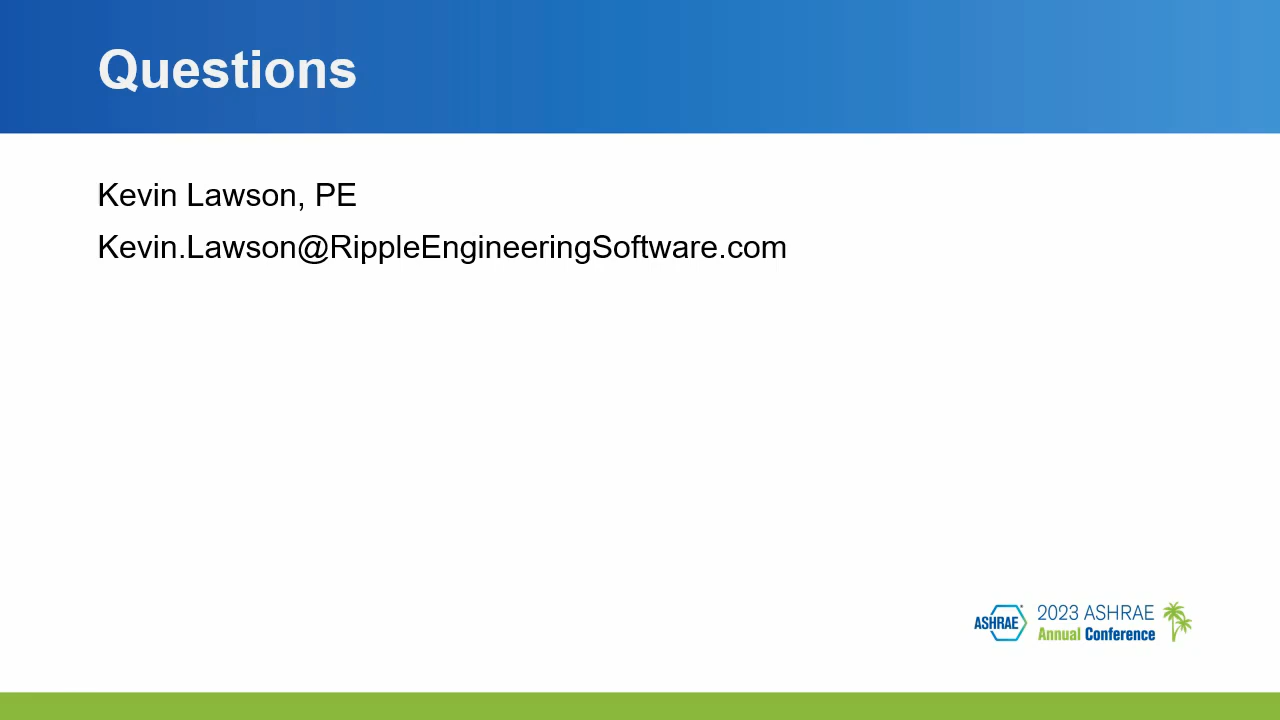 Questions
Kevin Lawson, PE
Kevin.Lawson@RippleEngineeringSoftware.com
ASHRAE
2023 ASHRAE
Annual Conference